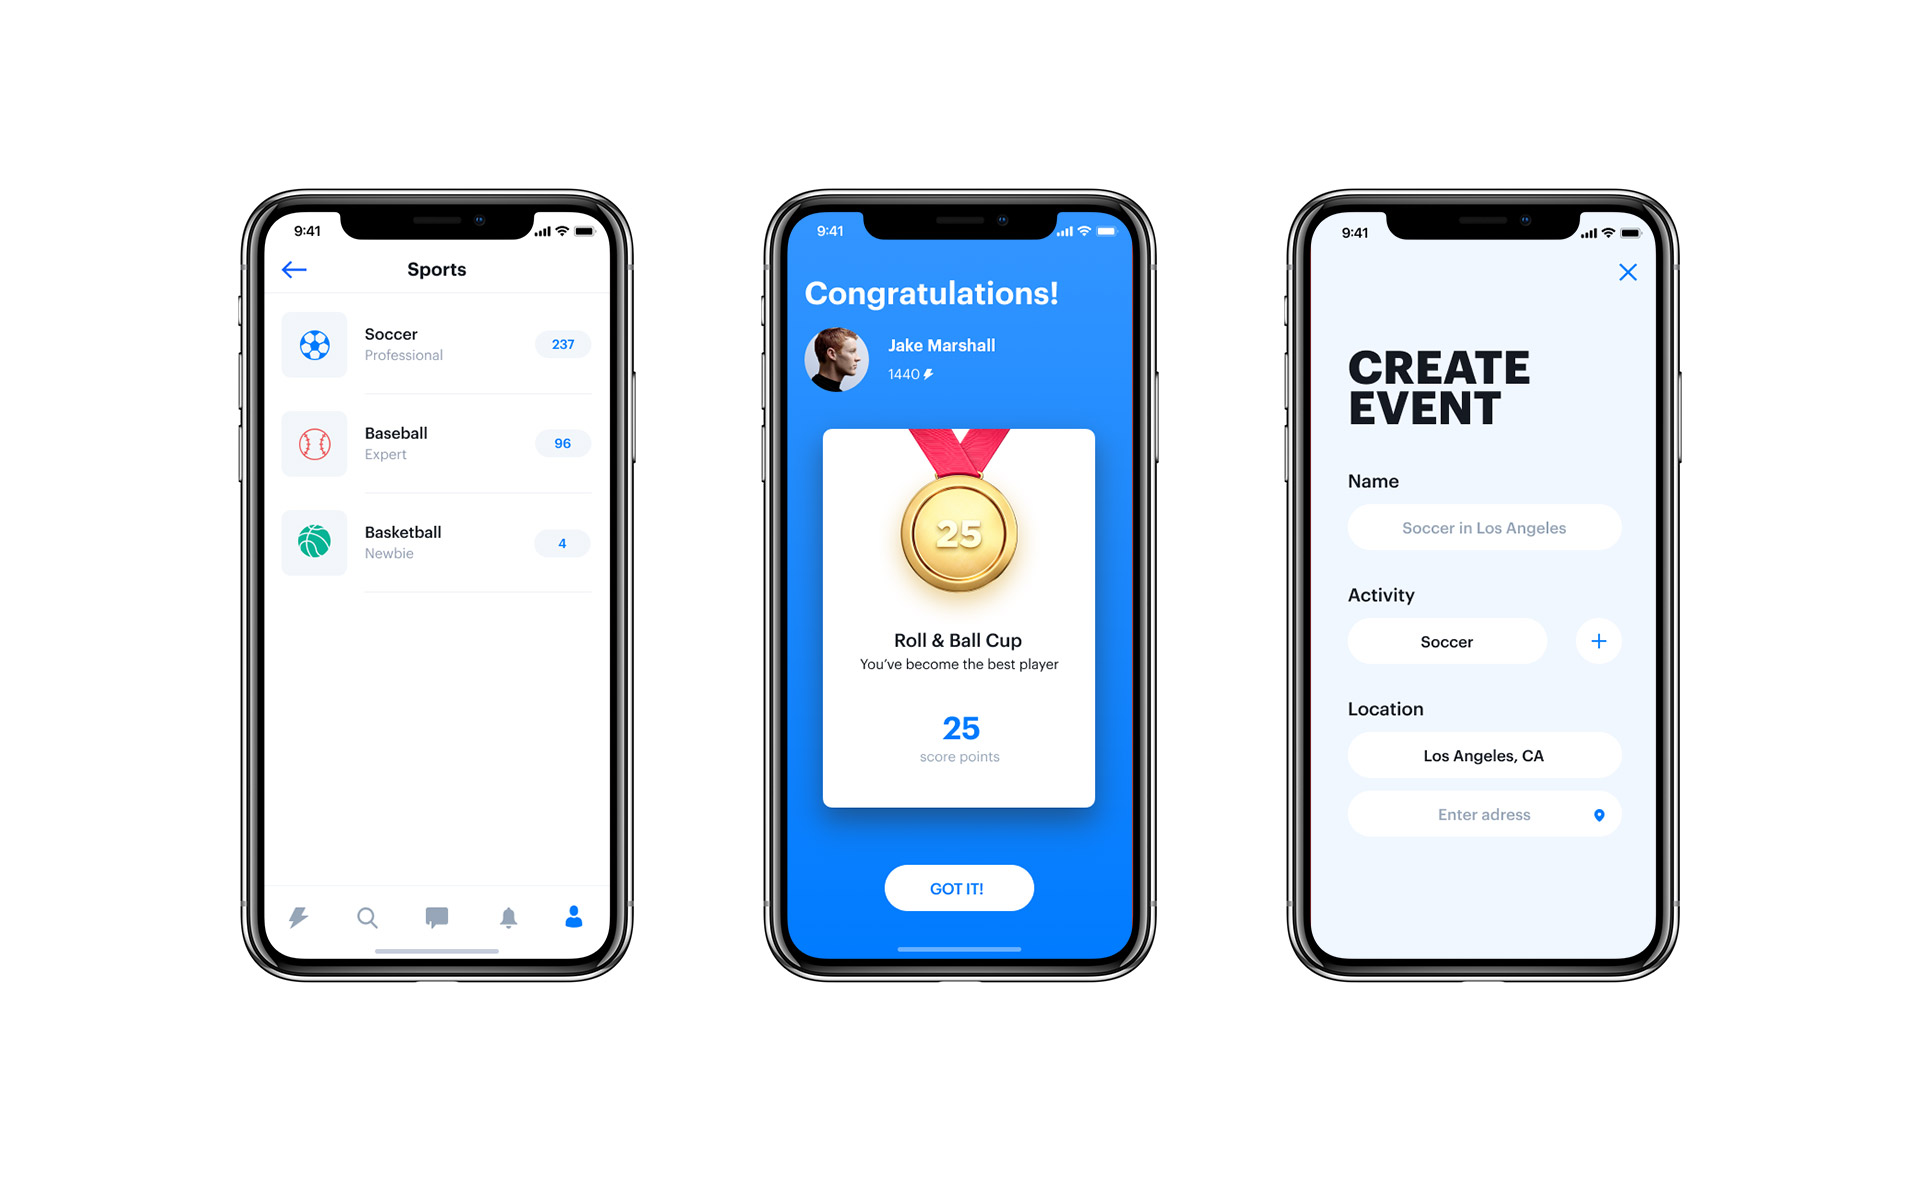 9:41
Sports
Soccer
Professional
237
Baseball
Expert
96
Basketball
Newbie
4
9:41
Congratulations!
Jake Marshall
1440
25
Roll & Ball Cup
You've become the best player
25
score points
GOT IT!
9:41
CREATE
EVENT
Name
Soccer in Los Angeles
Activity
Soccer
Location
Los Angeles, CA
Enter adress